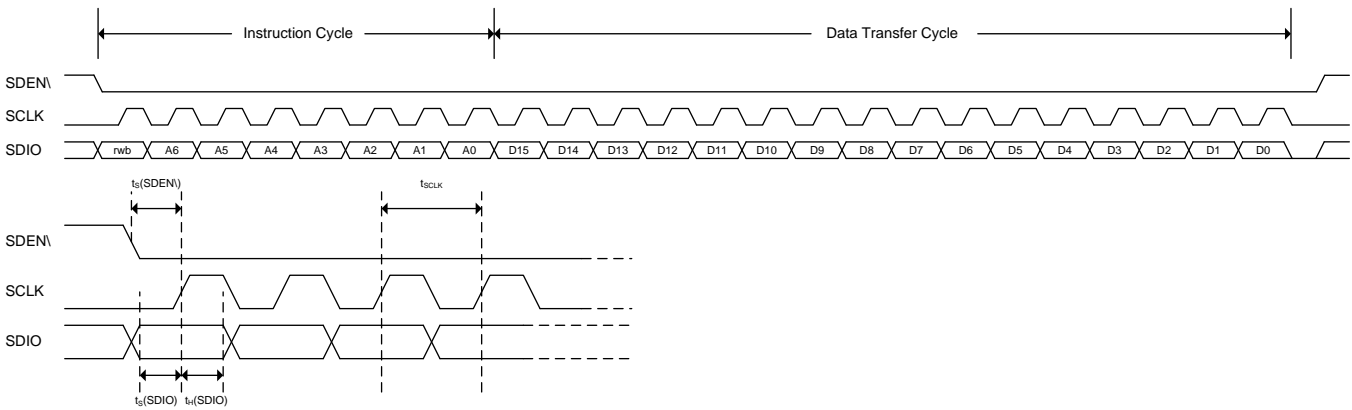 Instruction Cycle Data Transfer Cycle
SDEN\
SCLK
SDIO rwb A6 A5 A4 A3 A2 A1 A0 D15 D14 D13 D12 D11 D10 D9 D8 D7 D6 D5 D4 D3 D2 D1 D0
tS(SDEN\) tSCLK
SDEN\
SCLK
SDIO
tS(SDIO) tH(SDIO)